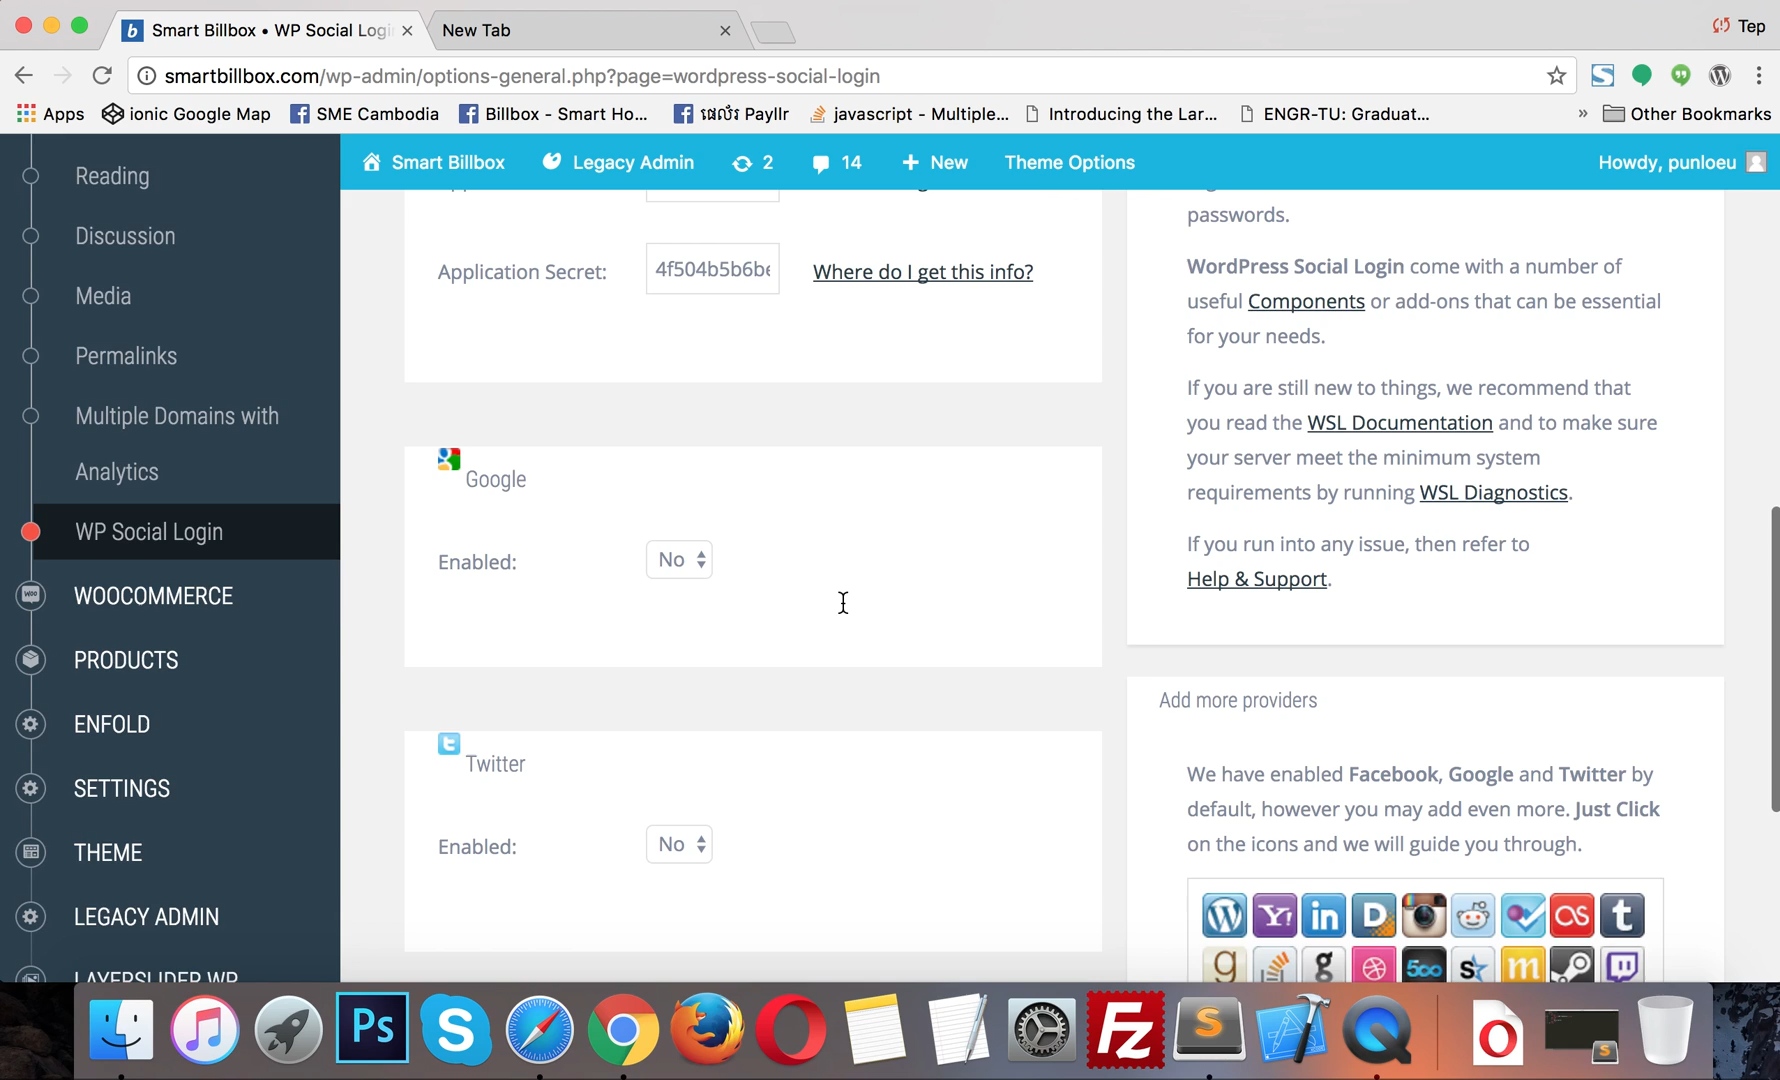 Smart Billbox • WP Social Logi
New Tab
Tep
smartbillbox.com/wp-admin/options-general.php?page=wordpress-social-login
Apps
ionic Google Map
SME Cambodia
Billbox - Smart Ho...
javascript - Multiple...
Introducing the Lar...
ENGR-TU: Graduat...
»
Other Bookmarks
Smart Billbox
Legacy Admin
2
14
+ New
Theme Options
Howdy, punloeu
Reading
Discussion
Media
Permalinks
Multiple Domains with
Analytics
WP Social Login
WOOCOMMERCE
PRODUCTS
ENFOLD
SETTINGS
THEME
LEGACY ADMIN
LAYERSLIDER WP
Application Secret:
4f504b5b6be
Where do I get this info?
Google
Enabled:
No
Twitter
Enabled:
No
passwords.
WordPress Social Login come with a number of
useful Components or add-ons that can be essential
for your needs.
If you are still new to things, we recommend that
you read the WSL Documentation and to make sure
your server meet the minimum system
requirements by running WSL Diagnostics.
If you run into any issue, then refer to
Help & Support.
Add more providers
We have enabled Facebook, Google and Twitter by
default, however you may add even more. Just Click
on the icons and we will guide you through.